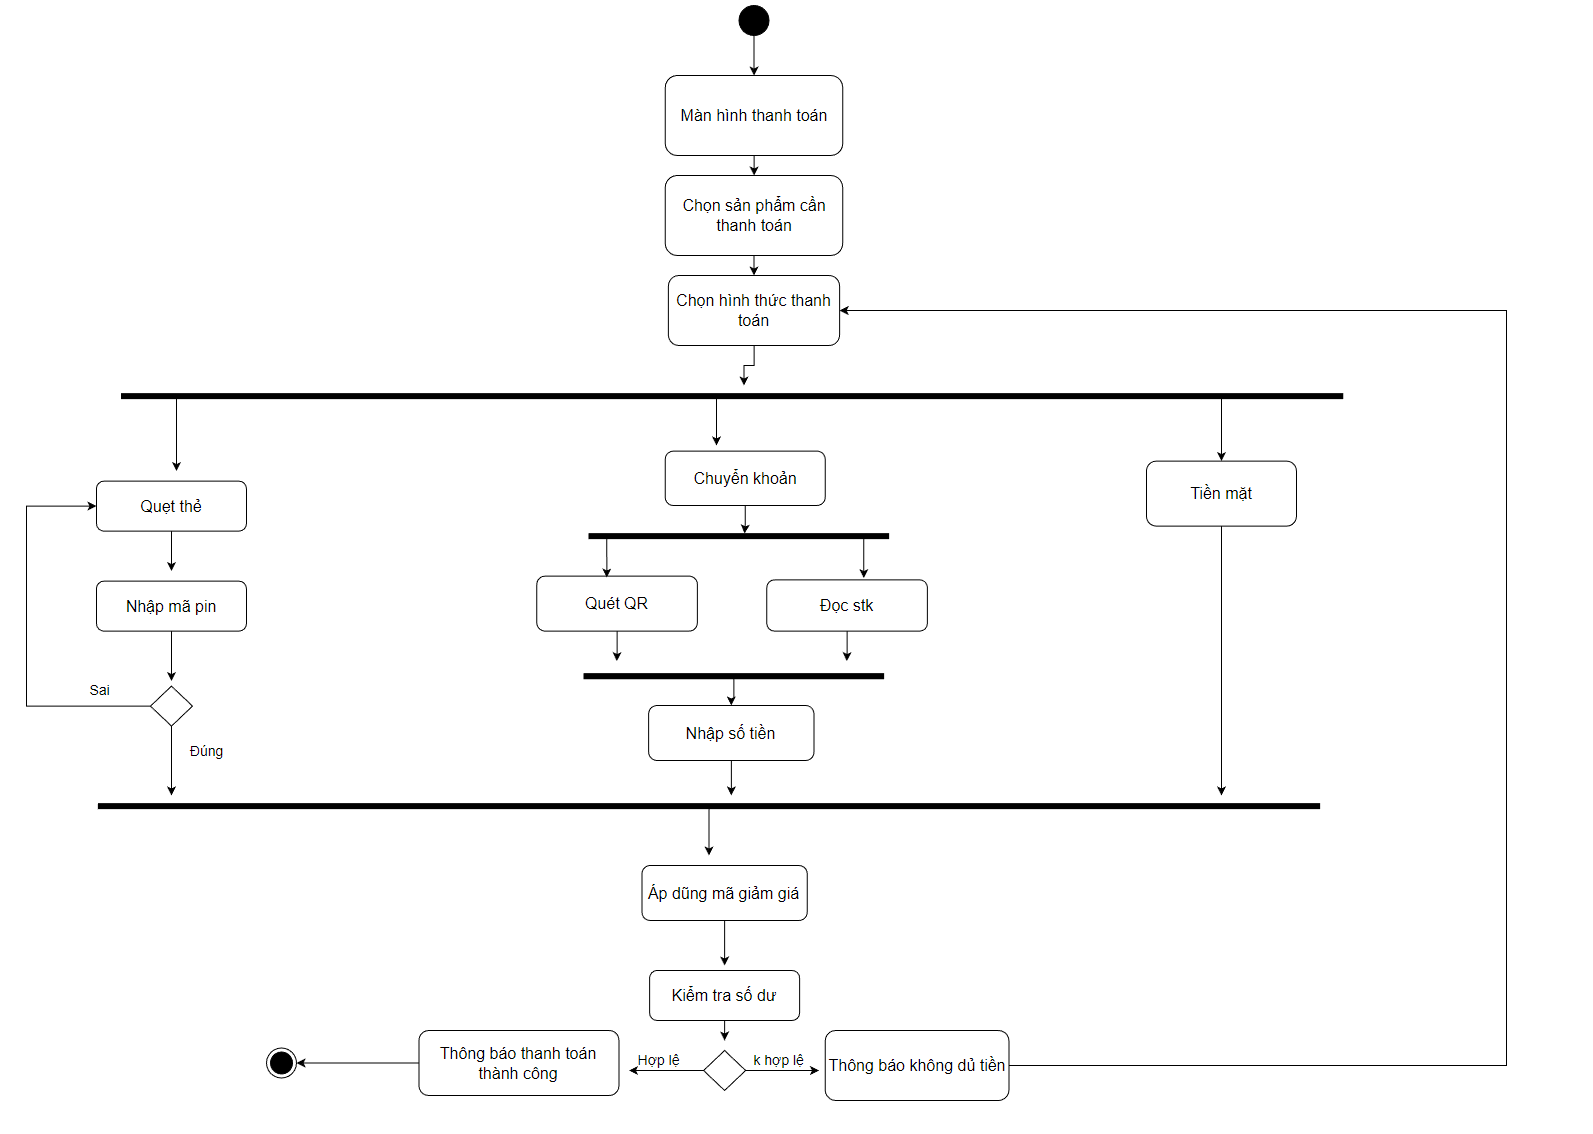 Màn hình thanh toán
Chọn sản phẩm cần
thanh toán
Chọn hình thức thanh
toán
Quẹt thẻ
Chuyển khoản
Tiền mặt
Nhập mã pin
Quét QR
Đọc stk
Sai
Đúng
Nhập số tiền
Áp dũng mã giảm giá
Kiểm tra số dư
Thông báo thanh toán
thành công
Hợp lệ
k hợp lệ
Thông báo không dủ tiền